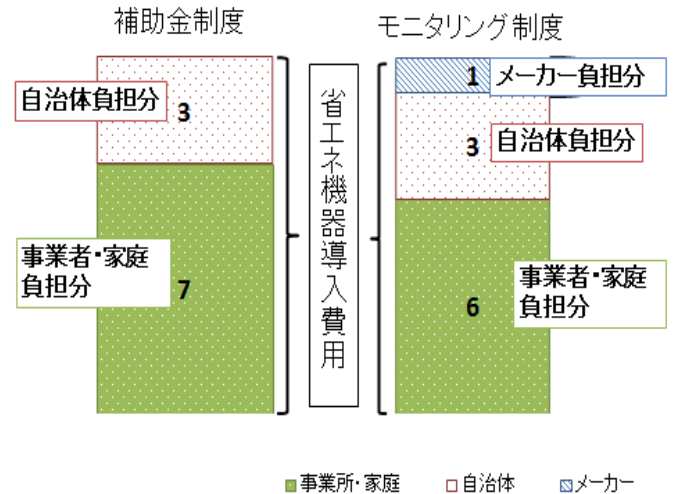 補助金制度
モニタリング制度
自治体負担分
3
事業者・家庭
負担分
7
省エネ機器導入費用
1
メーカー負担分
3
自治体負担分
事業者・家庭
負担分
6
事業所・家庭
自治体
メーカー